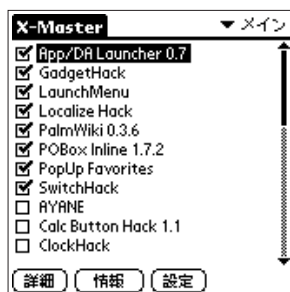 X-Master
▼ メイン
App/DA Launcher 0.7
GadgetHack
LaunchMenu
Localize Hack
PalmWiki 0.3.6
POBox Inline 1.7.2
PopUp Favorites
SwitchHack
AYANE
Calc Button Hack 1.1
ClockHack
詳細 情報 設定